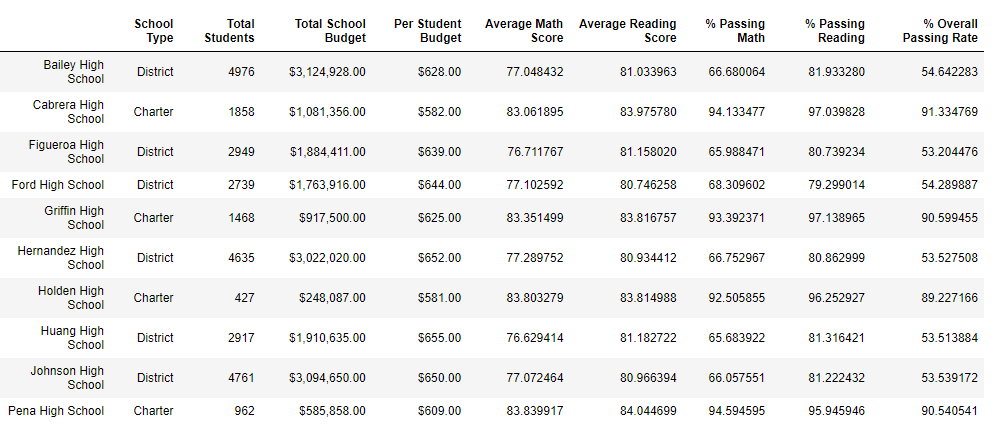 School Type Total Students Total School Budget Per Student Budget Average Math Score Average Reading Score % Passing Math % Passing Reading % Overall Passing Rate
Bailey High School District 4976 $3,124,928.00 $628.00 77.048432 81.033963 66.680064 81.933280 54.642283
Cabrera High School Charter 1858 $1,081,356.00 $582.00 83.061895 83.975780 94.133477 97.039828 91.334769
Figueroa High School District 2949 $1,884,411.00 $639.00 76.711767 81.158020 65.988471 80.739234 53.204476
Ford High School District 2739 $1,763,916.00 $644.00 77.102592 80.746258 68.309602 79.299014 54.289887
Griffin High School Charter 1468 $917,500.00 $625.00 83.351499 83.816757 93.392371 97.138965 90.599455
Hernandez High School District 4635 $3,022,020.00 $652.00 77.289752 80.934412 66.752967 80.862999 53.527508
Holden High School Charter 427 $248,087.00 $581.00 83.803279 83.814988 92.505855 96.252927 89.227166
Huang High School District 2917 $1,910,635.00 $655.00 76.629414 81.182722 65.683922 81.316421 53.513884
Johnson High School District 4761 $3,094,650.00 $650.00 77.072464 80.966394 66.057551 81.222432 53.539172
Pena High School Charter 962 $585,858.00 $609.00 83.839917 84.044699 94.594595 95.945946 90.540541